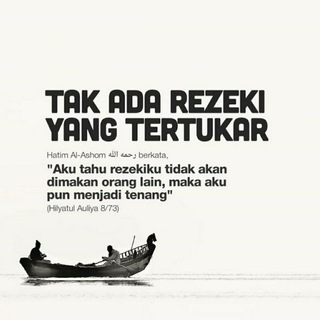 TAK ADA REZEKI
YANG TERTUKAR
Hatim Al-Ashom رحمه الله berkata,
"Aku tahu rezekiku tidak akan
dimakan orang lain, maka aku
pun menjadi tenang"
(Hilyatul Auliya 8/73)